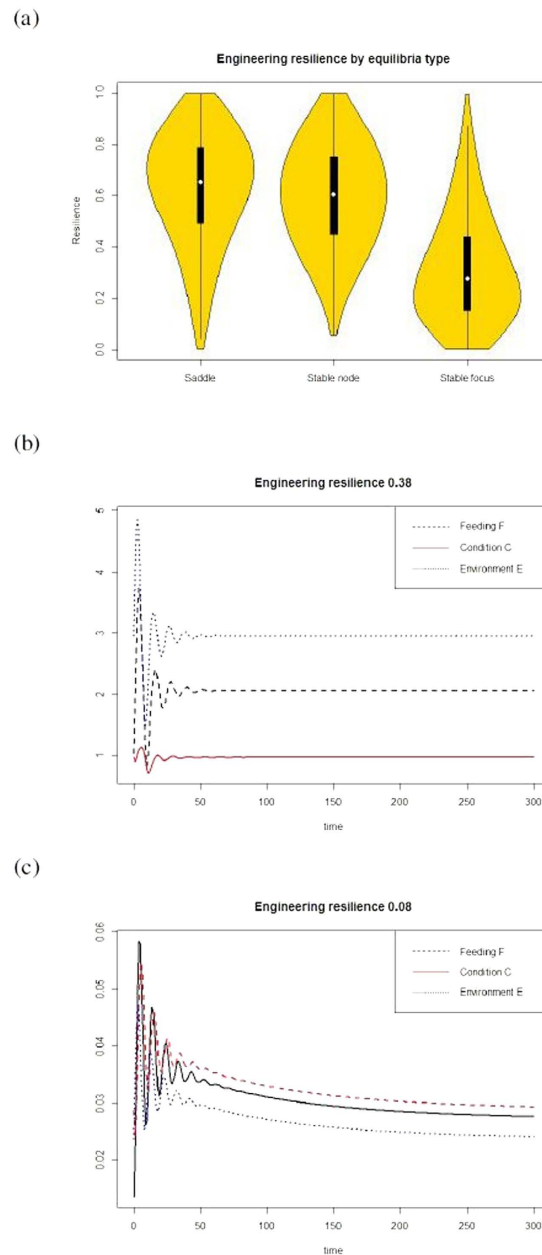 (a)
Engineering resilience by equilibria type
Resilience
1.0
0.8
0.6
0.4
0.2
0.0
Saddle
Stable node
Stable focus
(b)
Engineering resilience 0.38
5
4
3
2
1
Feeding F
Condition C
Environment E
0
50
100
150
200
250
300
time
(c)
Engineering resilience 0.08
0.06
0.05
0.04
0.03
0.02
Feeding F
Condition C
Environment E
0
50
100
150
200
250
300
time